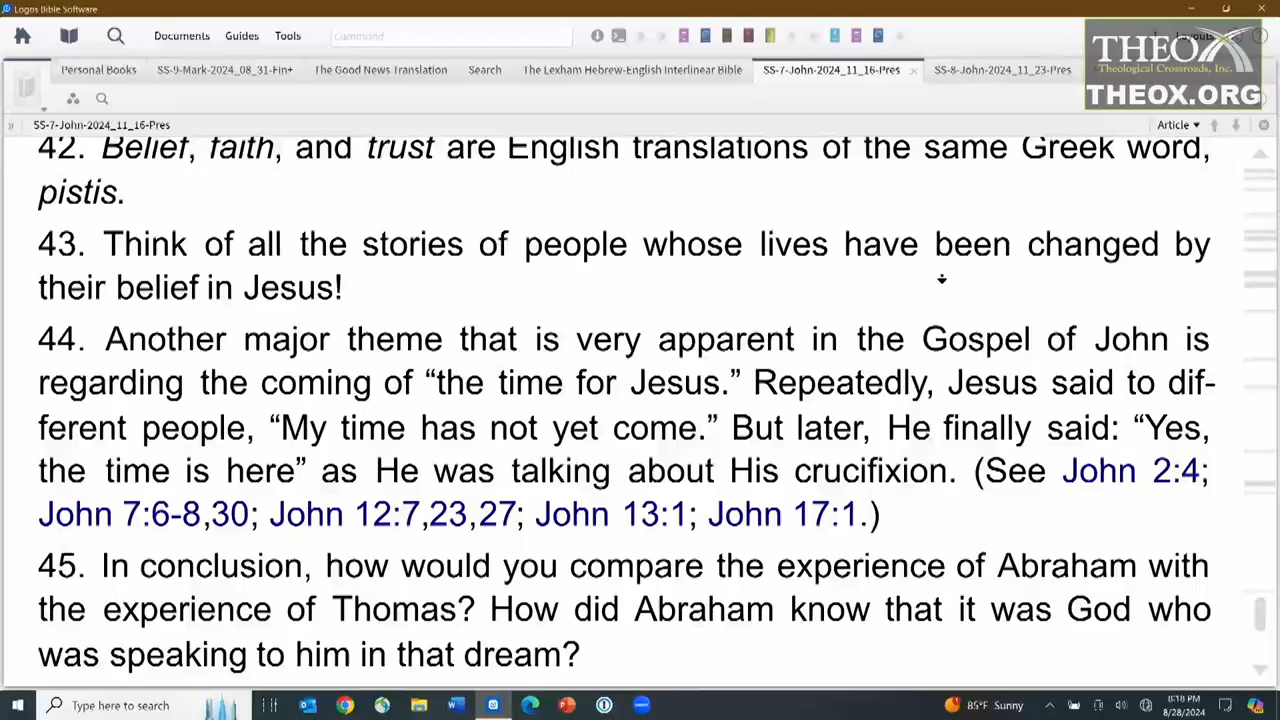 Logos Bible Software
Documents Guides Tools Command Layouts
THEOX
Theological Crossroads, Inc.
THEOX.ORG
Personal Books SS-9-Mark-2024_08_31-Fin+ The Good News Translation The Lexham Hebrew-English Interlinear Bible SS-7-John-2024_11_16-Pres × SS-8-John-2024_11_23-Pres
SS-7-John-2024_11_16-Pres Article
42. Belief, faith, and trust are English translations of the same Greek word,
pistis.
43. Think of all the stories of people whose lives have been changed by
their belief in Jesus!
44. Another major theme that is very apparent in the Gospel of John is
regarding the coming of “the time for Jesus.” Repeatedly, Jesus said to dif-
ferent people, “My time has not yet come.” But later, He finally said: “Yes,
the time is here” as He was talking about His crucifixion. (See John 2:4;
John 7:6-8,30; John 12:7,23,27; John 13:1; John 17:1.)
45. In conclusion, how would you compare the experience of Abraham with
the experience of Thomas? How did Abraham know that it was God who
was speaking to him in that dream?
Type here to search 85°F Sunny 8:18 PM
8/28/2024